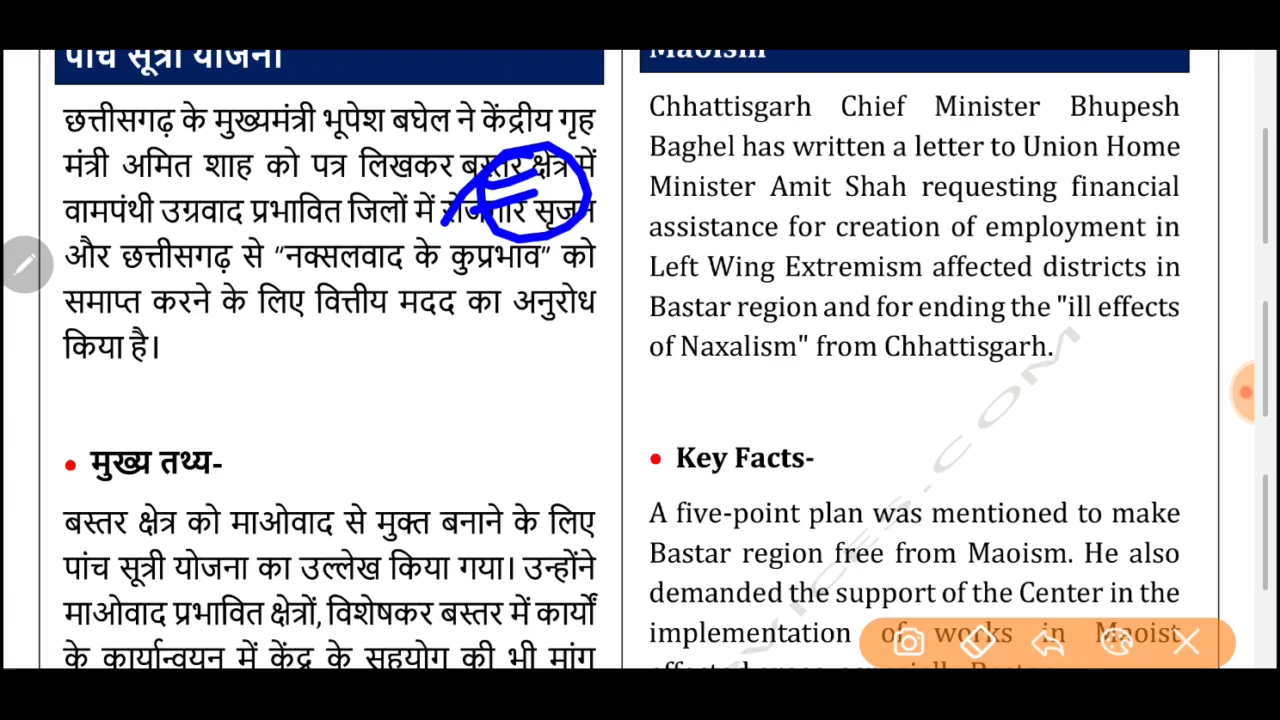 पांच सूत्री योजना
छत्तीसगढ़ के मुख्यमंत्री भूपेश बघेल ने केंद्रीय गृह
मंत्री अमित शाह को पत्र लिखकर बस्तर क्षेत्र में
वामपंथी उग्रवाद प्रभावित जिलों में रोजगार सृजन
और छत्तीसगढ़ से “नक्सलवाद के कुप्रभाव” को
समाप्त करने के लिए वित्तीय मदद का अनुरोध
किया है।
• मुख्य तथ्य-
बस्तर क्षेत्र को माओवाद से मुक्त बनाने के लिए
पांच सूत्री योजना का उल्लेख किया गया। उन्होंने
माओवाद प्रभावित क्षेत्रों, विशेषकर बस्तर में कार्यों
के कार्यान्वयन में केंद्र के सहयोग की भी मांग
Maoism
Chhattisgarh Chief Minister Bhupesh
Baghel has written a letter to Union Home
Minister Amit Shah requesting financial
assistance for creation of employment in
Left Wing Extremism affected districts in
Bastar region and for ending the "ill effects
of Naxalism" from Chhattisgarh.
• Key Facts-
A five-point plan was mentioned to make
Bastar region free from Maoism. He also
demanded the support of the Center in the
implementation of works in Maoist